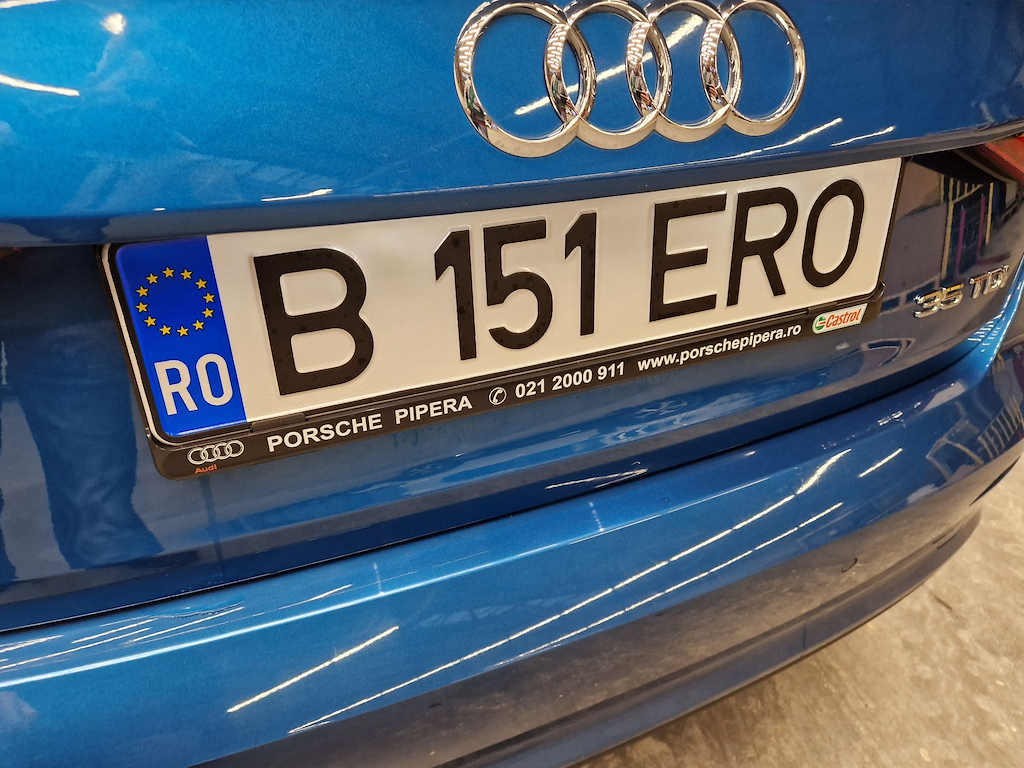 RO B 151 ERO
35 TDI
Audi PORSCHE PIPERA ✆ 021 2000 911 www.porschepipera.ro Castrol